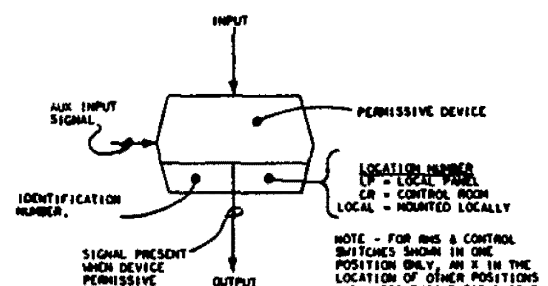 INPUT
AUX INPUT
SIGNAL
PERMISSIVE DEVICE
LOCATION NUMBER
LP = LOCAL PANEL
CR = CONTROL ROOM
LOCAL = MOUNTED LOCALLY
IDENTIFICATION
NUMBER.
SIGNAL PRESENT
WHEN DEVICE
PERMISSIVE
OUTPUT
NOTE - FOR RMS & CONTROL
SWITCHES SHOWN IN ONE
POSITION ONLY, AN X IN THE
LOCATION OF OTHER POSITIONS